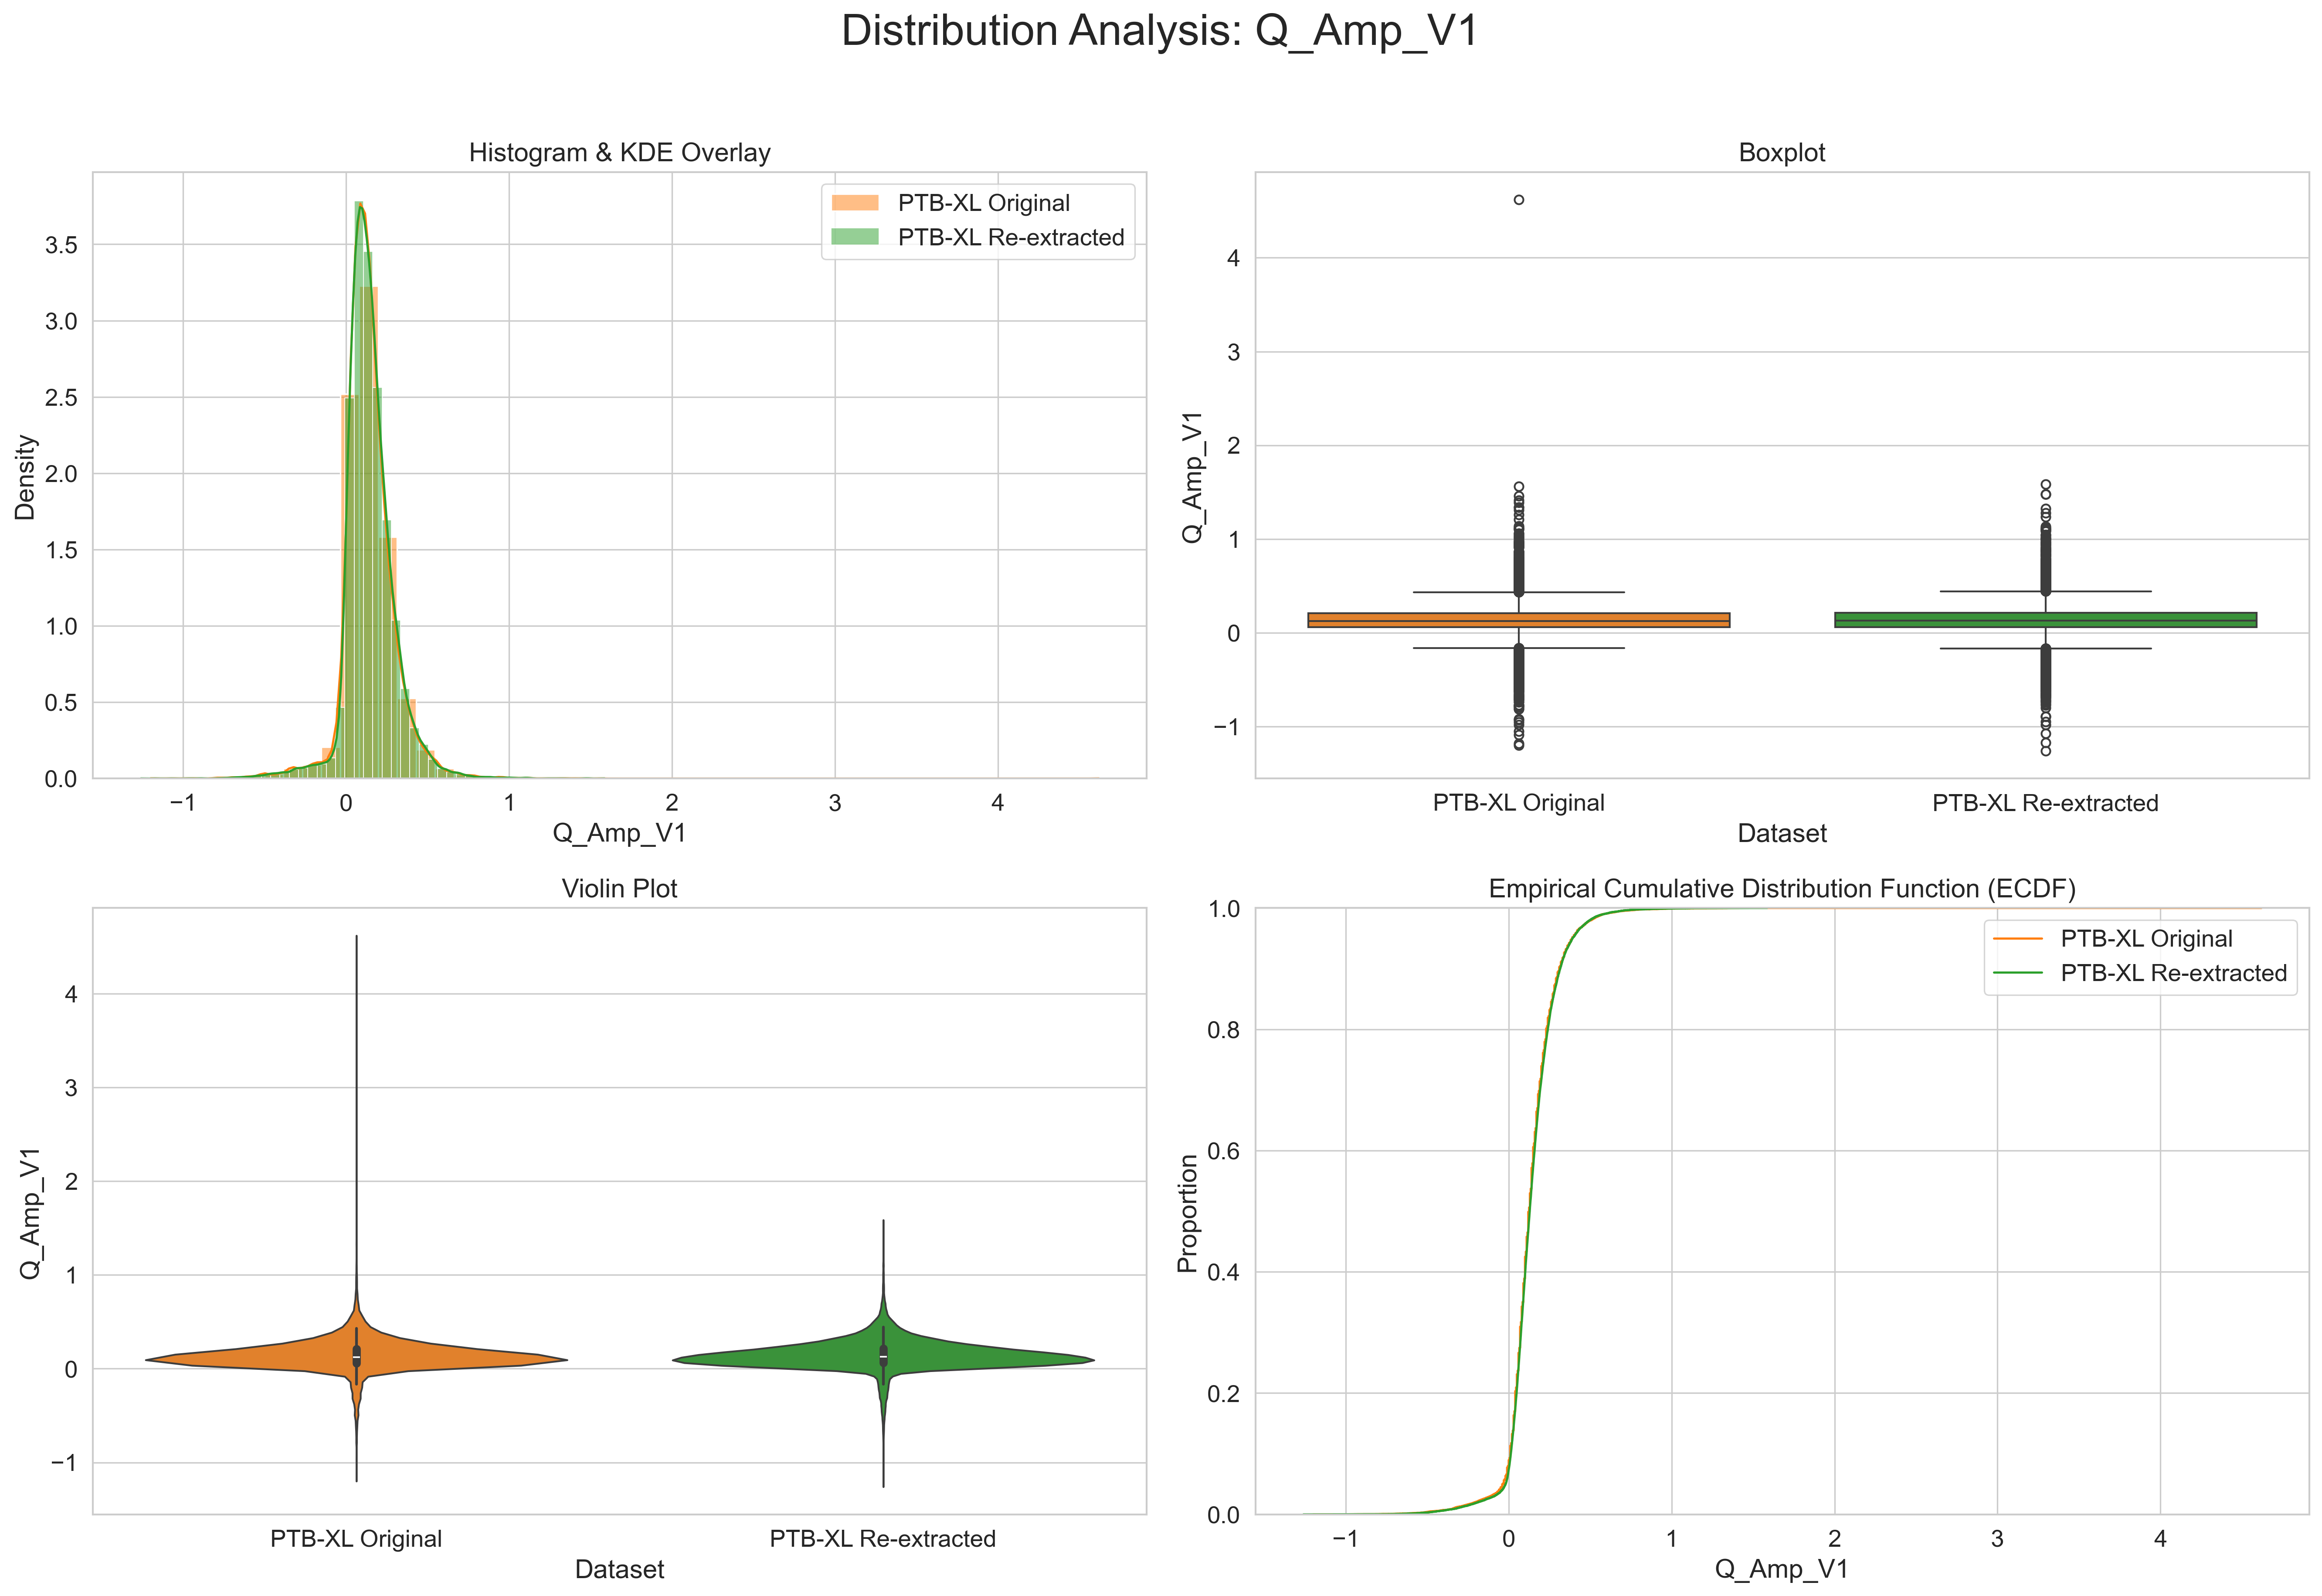 Distribution Analysis: Q_Amp_V1
Histogram & KDE Overlay
PTB-XL Original
PTB-XL Re-extracted
3.5
3.0
2.5
2.0
1.5
1.0
0.5
0.0
Density
−1 0 1 2 3 4
Q_Amp_V1
Boxplot
4
3
2
1
0
−1
Q_Amp_V1
PTB-XL Original PTB-XL Re-extracted
Dataset
Violin Plot
4
3
2
1
0
−1
Q_Amp_V1
PTB-XL Original PTB-XL Re-extracted
Dataset
Empirical Cumulative Distribution Function (ECDF)
PTB-XL Original
PTB-XL Re-extracted
1.0
0.8
0.6
0.4
0.2
0.0
Proportion
−1 0 1 2 3 4
Q_Amp_V1